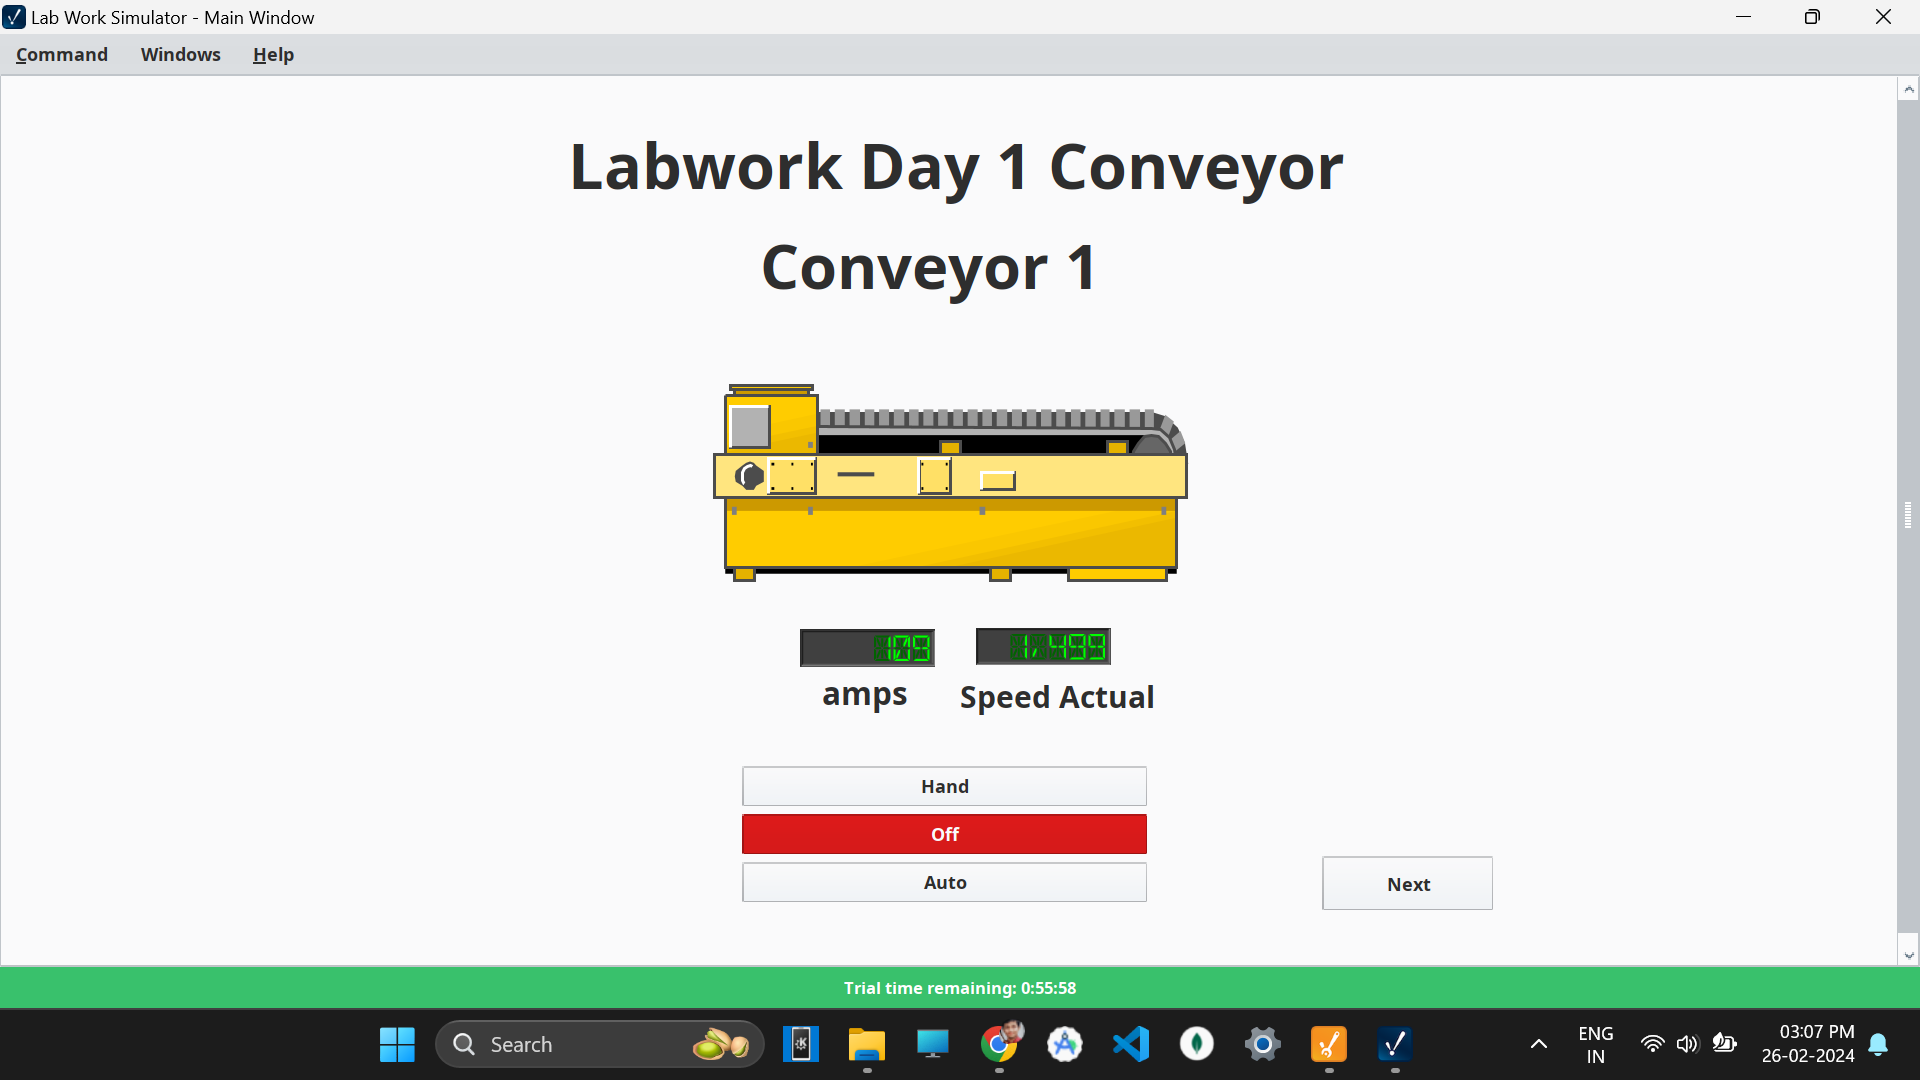 Lab Work Simulator - Main Window
Command Windows Help
Labwork Day 1 Conveyor
Conveyor 1
109 1,499
amps Speed Actual
Hand
Off
Auto
Next
Trial time remaining: 0:55:58
Search
ENG
IN
03:07 PM
26-02-2024